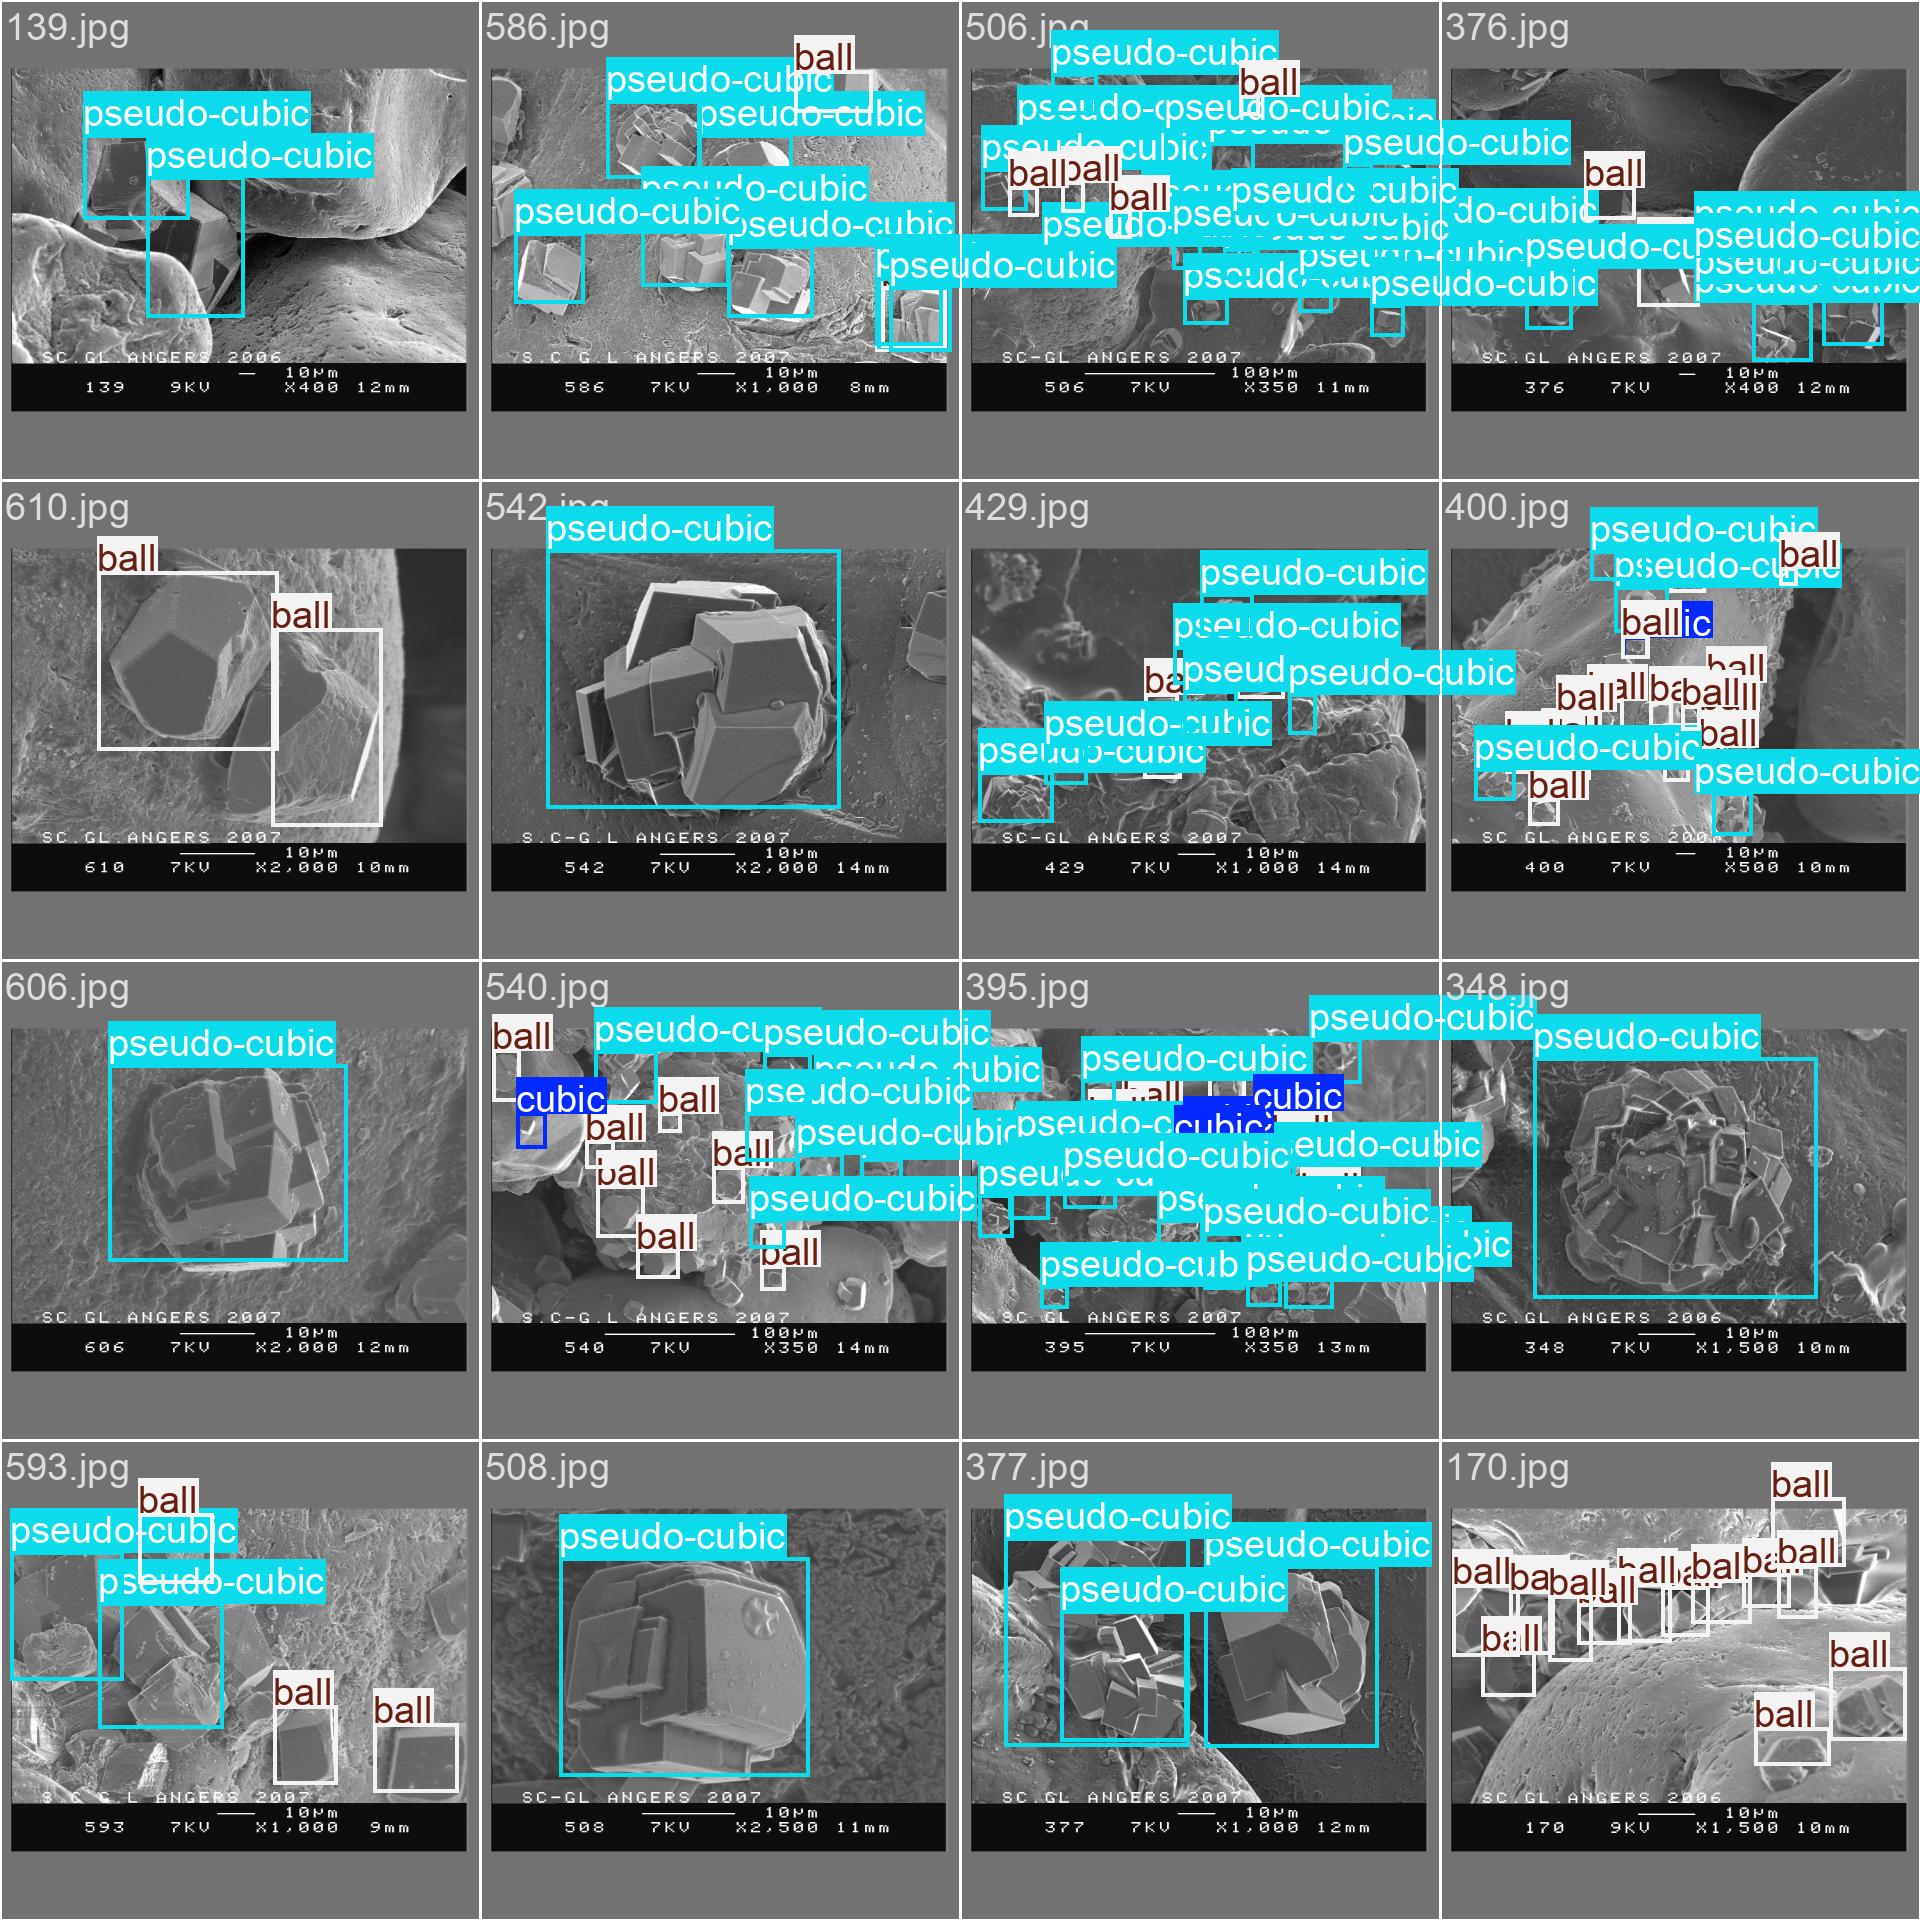 139.jpg
pseudo-cubic
pseudo-cubic
SC.GL.ANGERS.2006
10µm
139 9KV X400 12mm
586.jpg
ball
pseudo-cubic
pseudo-cubic
pseudo-cubic
pseudo-cubic
pseudo-cubic
pseudo-cubic
S.C-G.L ANGERS 2007
10µm
586 7KV X1,000 8mm
506.jpg
pseudo-cubic
ball
pseudo-cubic
pseudo-cubic
ball
ball
ball
pseudo-cubic
pseudo-cubic
SC-GL ANGERS 2007
100µm
506 7KV X350 11mm
376.jpg
ball
pseudo-cubic
pseudo-cubic
SC.GL ANGERS 2007
10µm
376 7KV X400 12mm
610.jpg
ball
ball
SC.GL ANGERS 2007
10µm
610 7KV X2,000 10mm
542.jpg
pseudo-cubic
S.C-G.L ANGERS 2007
10µm
542 7KV X2,000 14mm
429.jpg
pseudo-cubic
pseudo-cubic
pseudo-cubic
pseudo-cubic
pseudo-cubic
SC-GL ANGERS 2007
10µm
429 7KV X1,000 14mm
400.jpg
pseudo-cubic
ball
pseudo-cubic
ball
ball
ball
ball
ball
pseudo-cubic
pseudo-cubic
ball
SC GL ANGERS
10µm
400 7KV X500 10mm
606.jpg
pseudo-cubic
SC.GL ANGERS 2007
10µm
606 7KV X2,000 12mm
540.jpg
ball
pseudo-cubic
cubic
ball
pseudo-cubic
ball
pseudo-cubic
ball
ball
pseudo-cubic
ball
ball
S.C-G.L ANGERS 2007
100µm
540 7KV X350 14mm
395.jpg
pseudo-cubic
pseudo-cubic
cubic
cubic
pseudo-cubic
pseudo-cubic
pseudo-cubic
pseudo-cubic
SC.GL ANGERS 2007
100µm
395 7KV X350 13mm
348.jpg
pseudo-cubic
SC.GL ANGERS 2006
10µm
348 7KV X1,500 10mm
593.jpg
ball
pseudo-cubic
pseudo-cubic
ball
ball
S C G L ANGERS 2007
10µm
593 7KV X1,000 9mm
508.jpg
pseudo-cubic
SC-GL ANGERS 2007
10µm
508 7KV X2,500 11mm
377.jpg
pseudo-cubic
pseudo-cubic
pseudo-cubic
SC.GL ANGERS 2007
10µm
377 7KV X1,000 12mm
170.jpg
ball
ball
ball
ball
ball
ball
ball
ball
ball
ball
SC.GL.ANGERS 2006
10µm
170 9KV X1,500 10mm